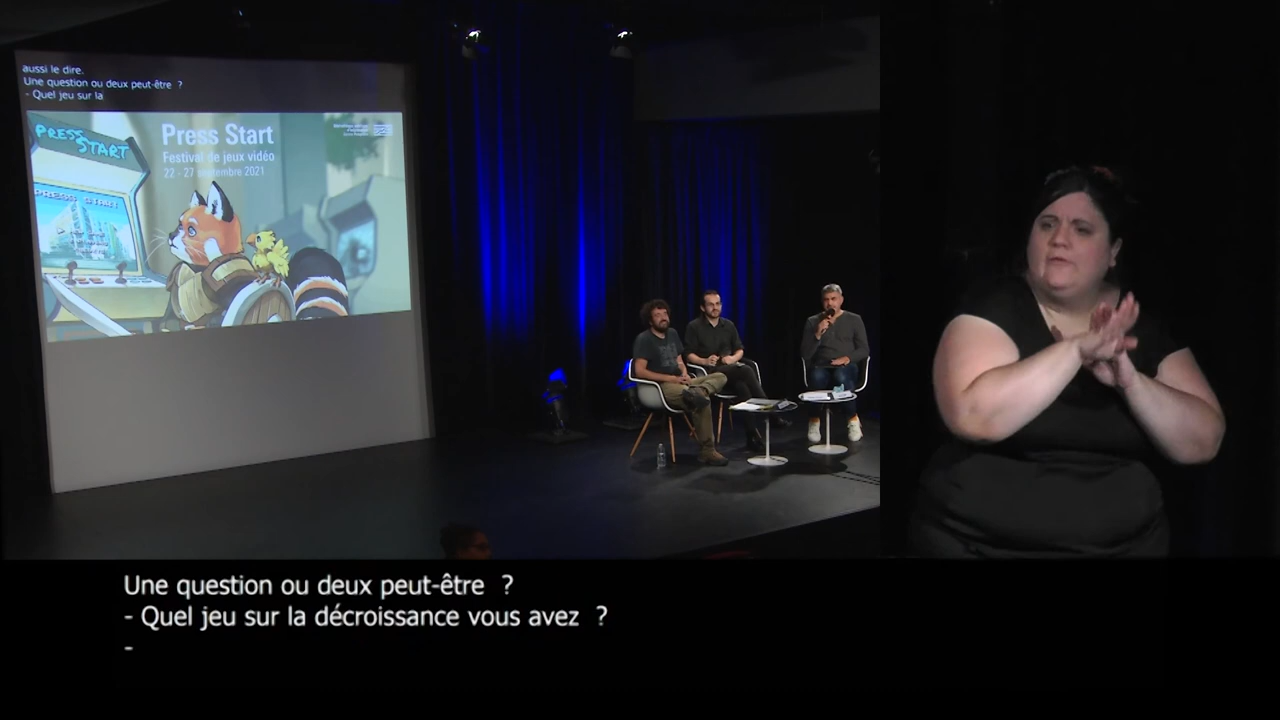 aussi le dire.
Une question ou deux peut-être  ?
- Quel jeu sur la
PRESS
START
Press Start
Festival de jeux vidéo
22 - 27 septembre 2021
PRESS START
Une question ou deux peut-être  ?
- Quel jeu sur la décroissance vous avez  ?
-